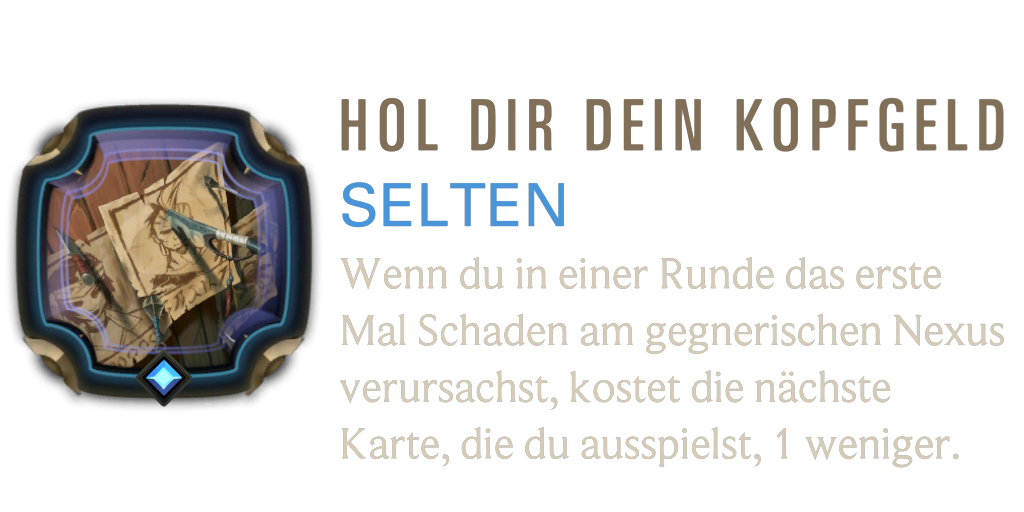 HOL DIR DEIN KOPFGELD
SELTEN
Wenn du in einer Runde das erste
Mal Schaden am gegnerischen Nexus
verursachst, kostet die nächste
Karte, die du ausspielst, 1 weniger.